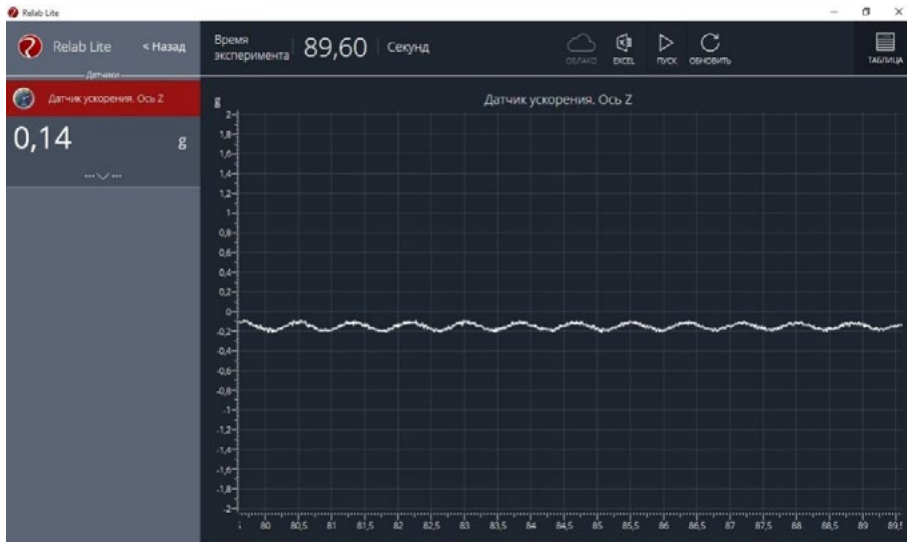 Relab Lite
Relab Lite
< Назад
Время
эксперимента
89,60
Секунд
ОБЛАКО
EXCEL
ПУСК
ОБНОВИТЬ
ТАБЛИЦА
Датчики
Датчик ускорения. Ось Z
0,14
g
g
Датчик ускорения. Ось Z
2
1,8
1,6
1,4
1,2
1
0,8
0,6
0,4
0,2
0
-0,2
-0,4
-0,6
-0,8
-1
-1,2
-1,4
-1,6
-1,8
-2
80 80,5 81 81,5 82 82,5 83 83,5 84 84,5 85 85,5 86 86,5 87 87,5 88 88,5 89